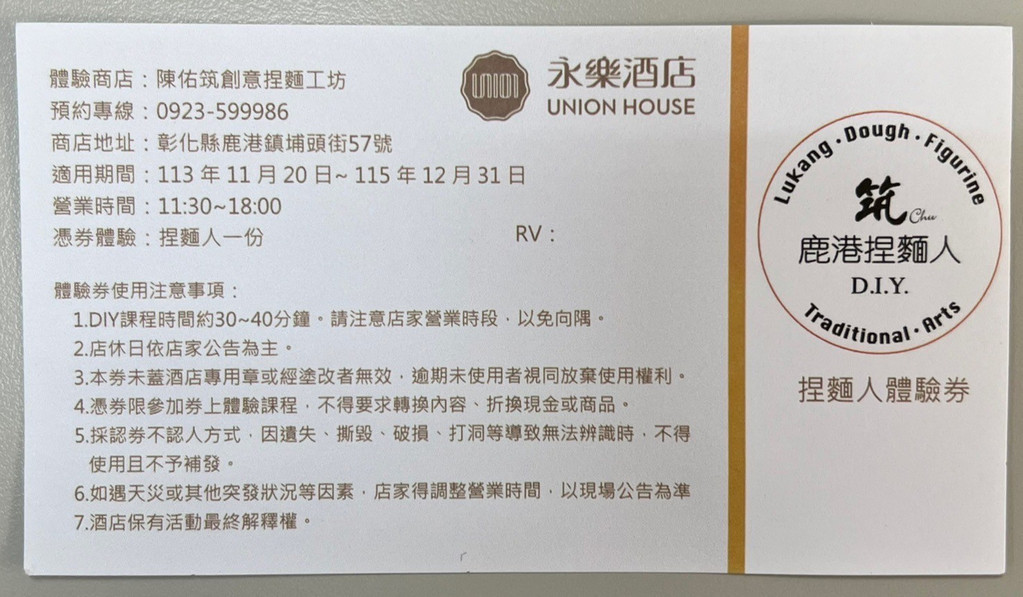 體驗商店：陳佑筑創意捏麵工坊
預約專線：0923-599986
商店地址：彰化縣鹿港鎮埔頭街57號
適用期間：113 年 11 月 20 日~ 115 年 12 月 31 日
營業時間：11:30~18:00
憑券體驗：捏麵人一份
RV：
UNION
永樂酒店
UNION HOUSE
體驗券使用注意事項：
1.DIY課程時間約30~40分鐘。請注意店家營業時段，以免向隅。
2.店休日依店家公告為主。
3.本券未蓋酒店專用章或經塗改者無效，逾期未使用者視同放棄使用權利。
4.憑券限參加券上體驗課程，不得要求轉換內容、折換現金或商品。
5.採認券不認人方式，因遺失、撕毀、破損、打洞等導致無法辨識時，不得
使用且不予補發。
6.如遇天災或其他突發狀況等因素，店家得調整營業時間，以現場公告為準
7.酒店保有活動最終解釋權。
Lukang·Dough·Figurine
筑
Chu
鹿港捏麵人
D.I.Y.
Traditional·Arts
捏麵人體驗券